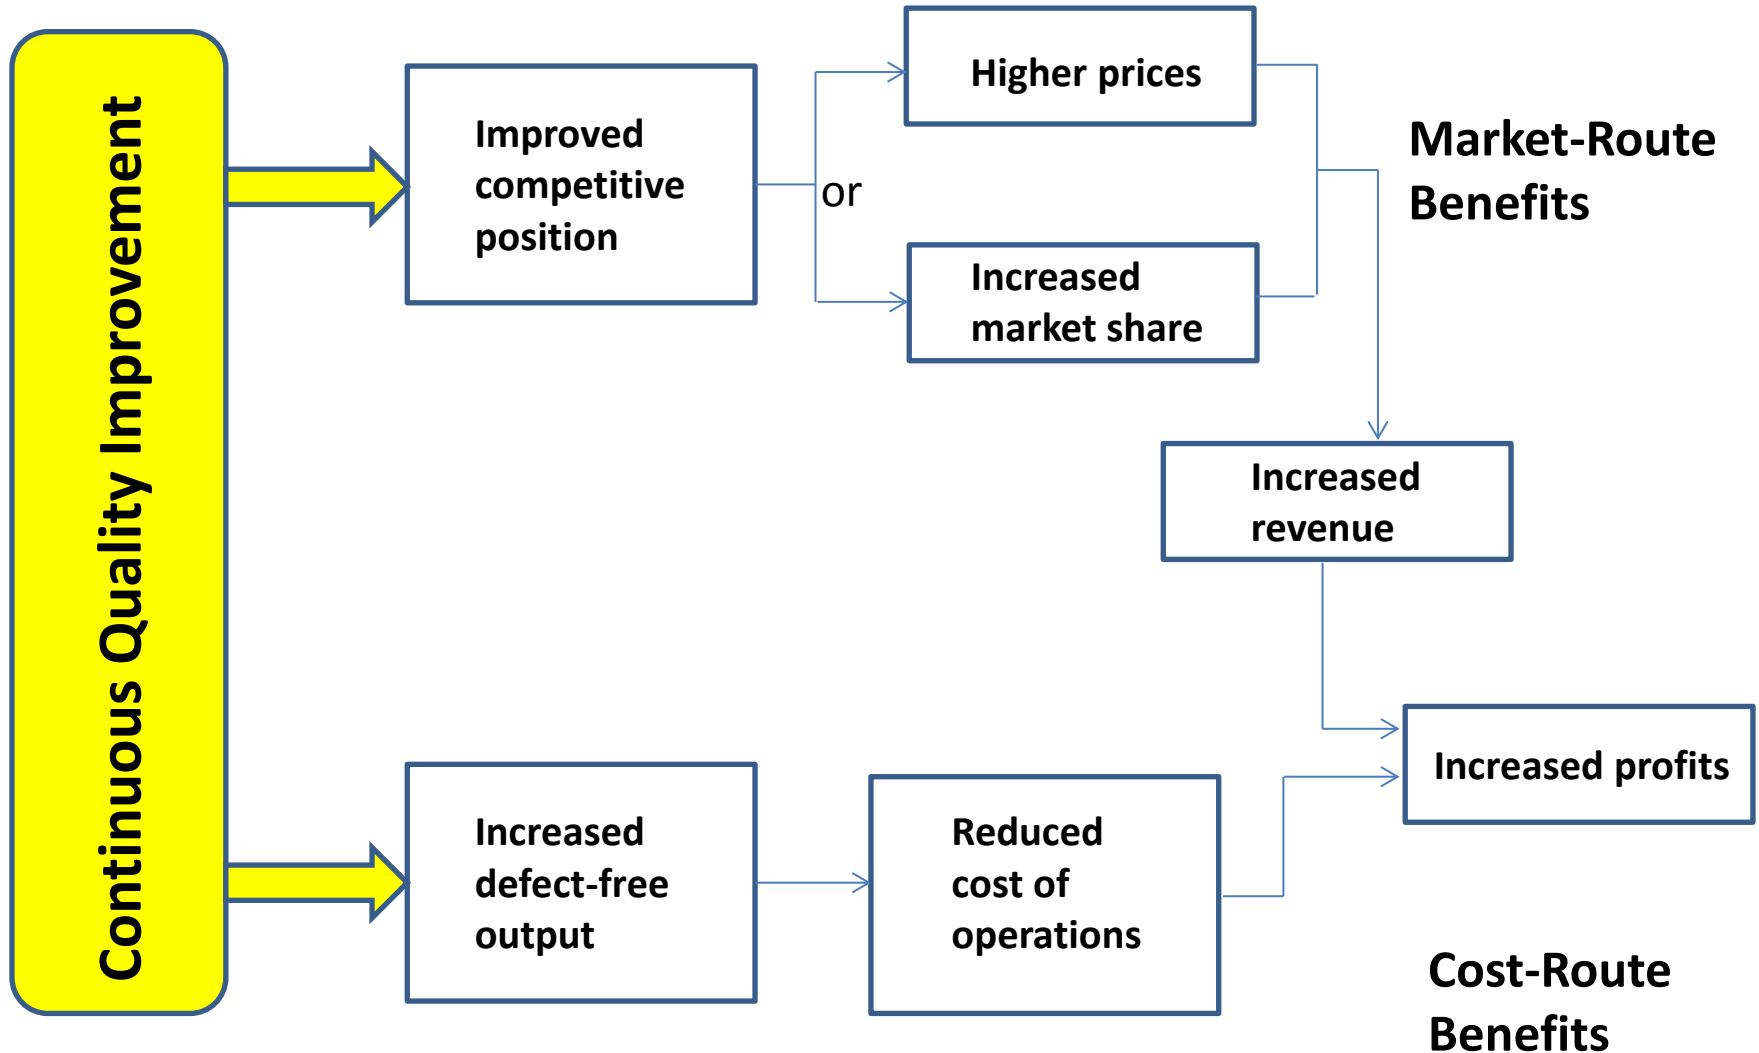 Continuous Quality Improvement
Improved
competitive
position
or
Higher prices
Increased
market share
Market-Route
Benefits
Increased
revenue
Increased profits
Increased
defect-free
output
Reduced
cost of
operations
Cost-Route
Benefits